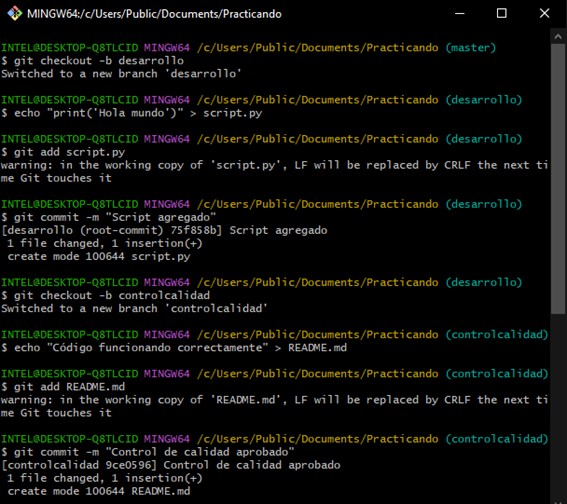 MINGW64:/c/Users/Public/Documents/Practicando
INTEL@DESKTOP-Q8TLCID MINGW64 /c/Users/Public/Documents/Practicando (master)
$ git checkout -b desarrollo
Switched to a new branch 'desarrollo'
INTEL@DESKTOP-Q8TLCID MINGW64 /c/Users/Public/Documents/Practicando (desarrollo)
$ echo "print('Hola mundo')" > script.py
INTEL@DESKTOP-Q8TLCID MINGW64 /c/Users/Public/Documents/Practicando (desarrollo)
$ git add script.py
warning: in the working copy of 'script.py', LF will be replaced by CRLF the next ti
me Git touches it
INTEL@DESKTOP-Q8TLCID MINGW64 /c/Users/Public/Documents/Practicando (desarrollo)
$ git commit -m "Script agregado"
[desarrollo (root-commit) 75f858b] Script agregado
 1 file changed, 1 insertion(+)
 create mode 100644 script.py
INTEL@DESKTOP-Q8TLCID MINGW64 /c/Users/Public/Documents/Practicando (desarrollo)
$ git checkout -b controlcalidad
Switched to a new branch 'controlcalidad'
INTEL@DESKTOP-Q8TLCID MINGW64 /c/Users/Public/Documents/Practicando (controlcalidad)
$ echo "Código funcionando correctamente" > README.md
INTEL@DESKTOP-Q8TLCID MINGW64 /c/Users/Public/Documents/Practicando (controlcalidad)
$ git add README.md
warning: in the working copy of 'README.md', LF will be replaced by CRLF the next ti
me Git touches it
INTEL@DESKTOP-Q8TLCID MINGW64 /c/Users/Public/Documents/Practicando (controlcalidad)
$ git commit -m "Control de calidad aprobado"
[controlcalidad 9ce0596] Control de calidad aprobado
 1 file changed, 1 insertion(+)
 create mode 100644 README.md